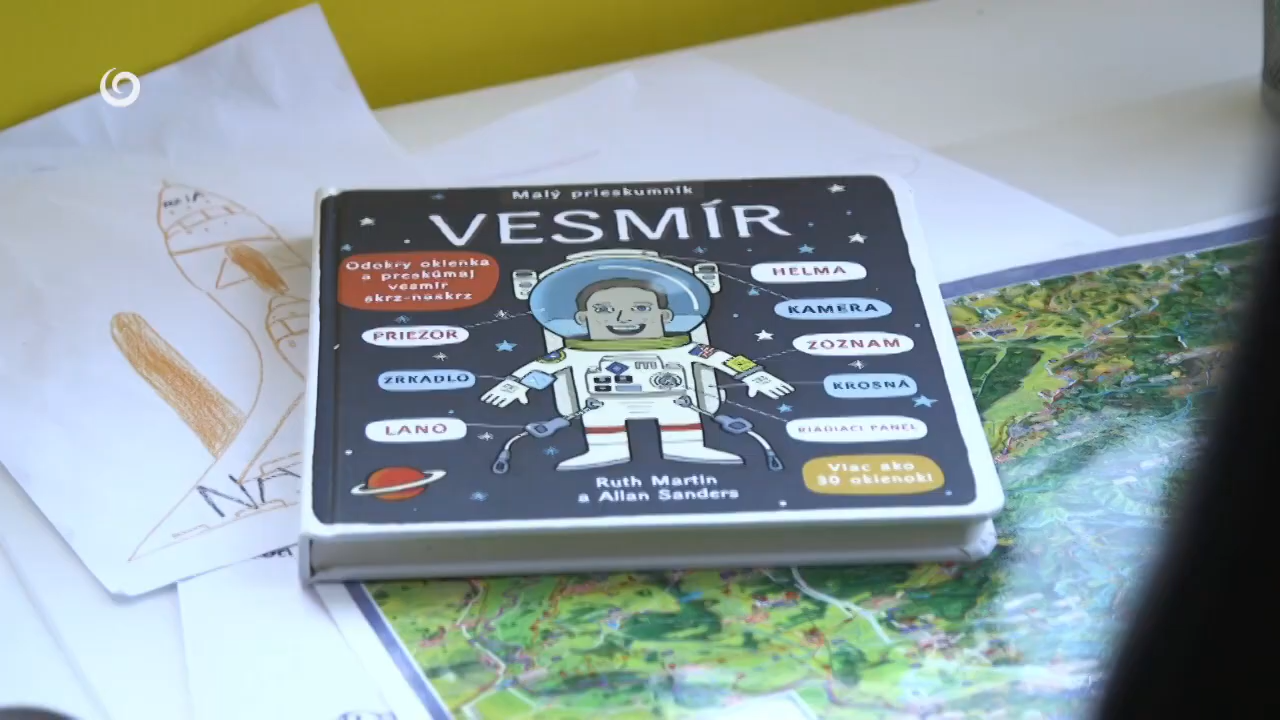 Malý prieskumník
VESMÍR
Odokry okienka
a preskúmaj
vesmír
skrz-naskrz
PRIEZOR
ZRKADLO
LANO
HELMA
KAMERA
ZOZNAM
KROSNÁ
RIADIACI PANEL
Viac ako
30 okienok!
Ruth Martin
a Allan Sanders